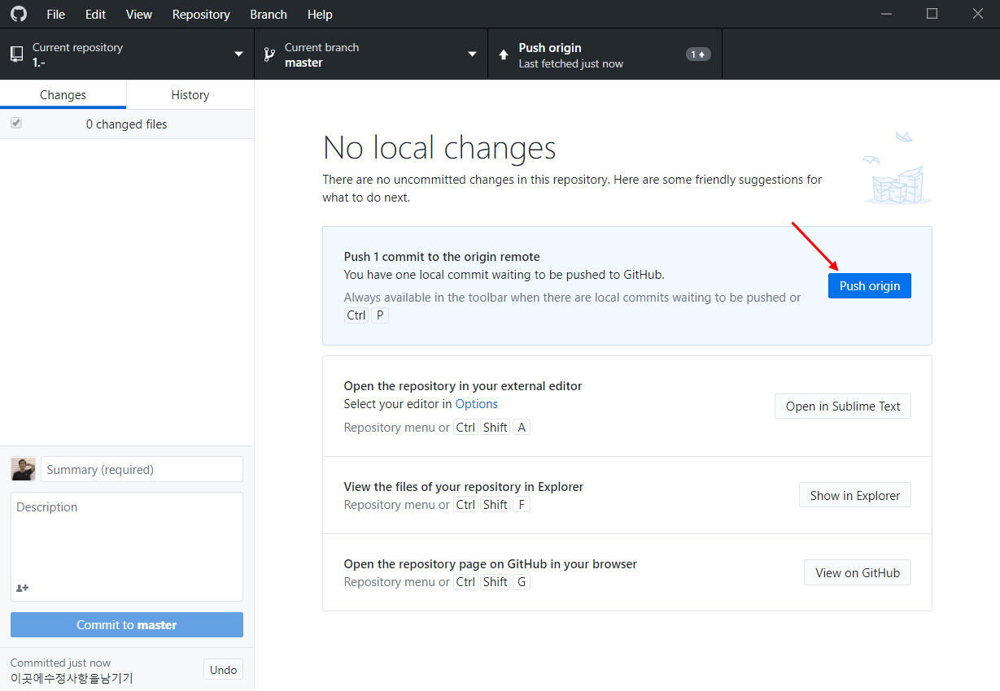 File Edit View Repository Branch Help
Current repository
1.-
Current branch
master
Push origin
Last fetched just now
1
Changes
History
0 changed files
No local changes
There are no uncommitted changes in this repository. Here are some friendly suggestions for
what to do next.
Push 1 commit to the origin remote
You have one local commit waiting to be pushed to GitHub.
Always available in the toolbar when there are local commits waiting to be pushed or
Ctrl P
Push origin
Open the repository in your external editor
Select your editor in Options
Repository menu or Ctrl Shift A
Open in Sublime Text
View the files of your repository in Explorer
Repository menu or Ctrl Shift F
Show in Explorer
Open the repository page on GitHub in your browser
Repository menu or Ctrl Shift G
View on GitHub
Summary (required)
Description
Commit to master
Committed just now
이곳에수정사항을남기기
Undo